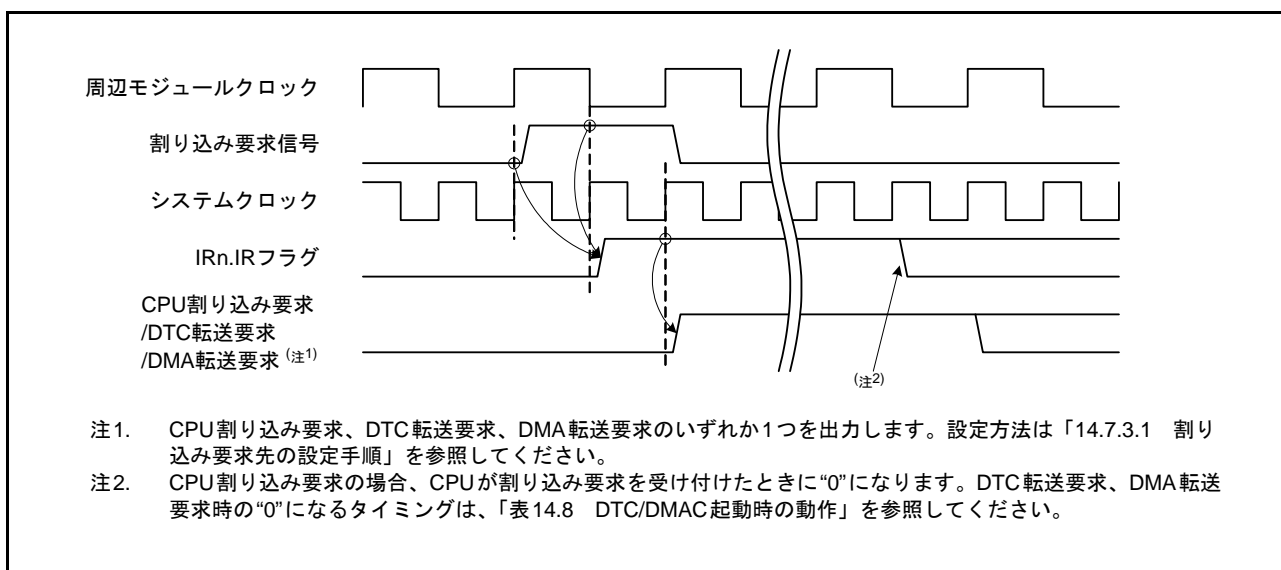 周辺モジュールクロック
割り込み要求信号
システムクロック
IRn.IRフラグ
CPU割り込み要求
/DTC転送要求
/DMA転送要求 (注1)
(注2)
注1. CPU割り込み要求、DTC転送要求、DMA転送要求のいずれか1つを出力します。設定方法は「14.7.3.1 割り
込み要求先の設定手順」を参照してください。
注2. CPU割り込み要求の場合、CPUが割り込み要求を受け付けたときに“0”になります。DTC転送要求、DMA転送
要求時の“0”になるタイミングは、「表14.8 DTC/DMAC起動時の動作」を参照してください。